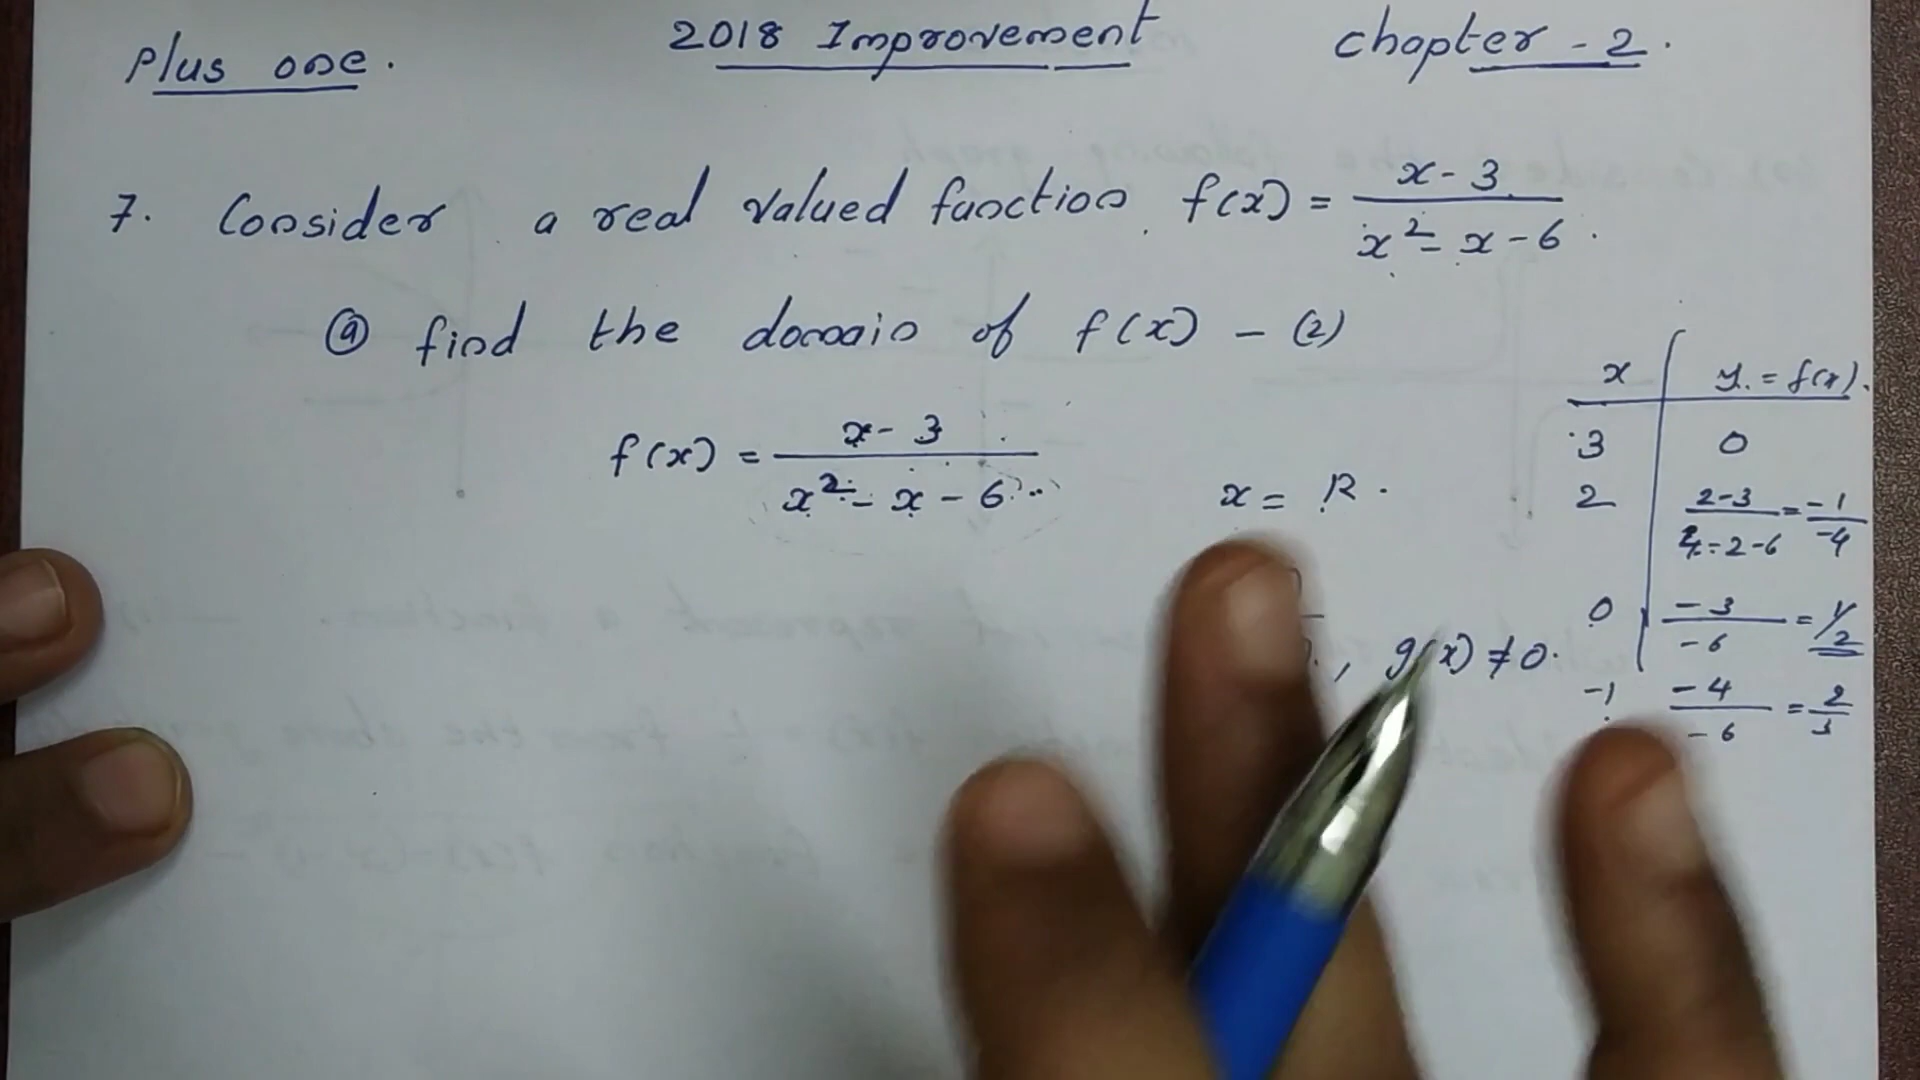 Plus one. 2018 Improvement Chapter - 2.
7. Consider a real valued function f(x) = x - 3 / x² - x - 6.
ⓐ find the domain of f(x) - (2)
f(x) = x - 3 / x² - x - 6
x = R.
, g(x) ≠ 0.
x | y = f(x).
3 | 0
2 | 2-3 / 4-2-6 = -1 / -4
0 | -3 / -6 = 1/2
-1 | -4 / -6 = 2/3